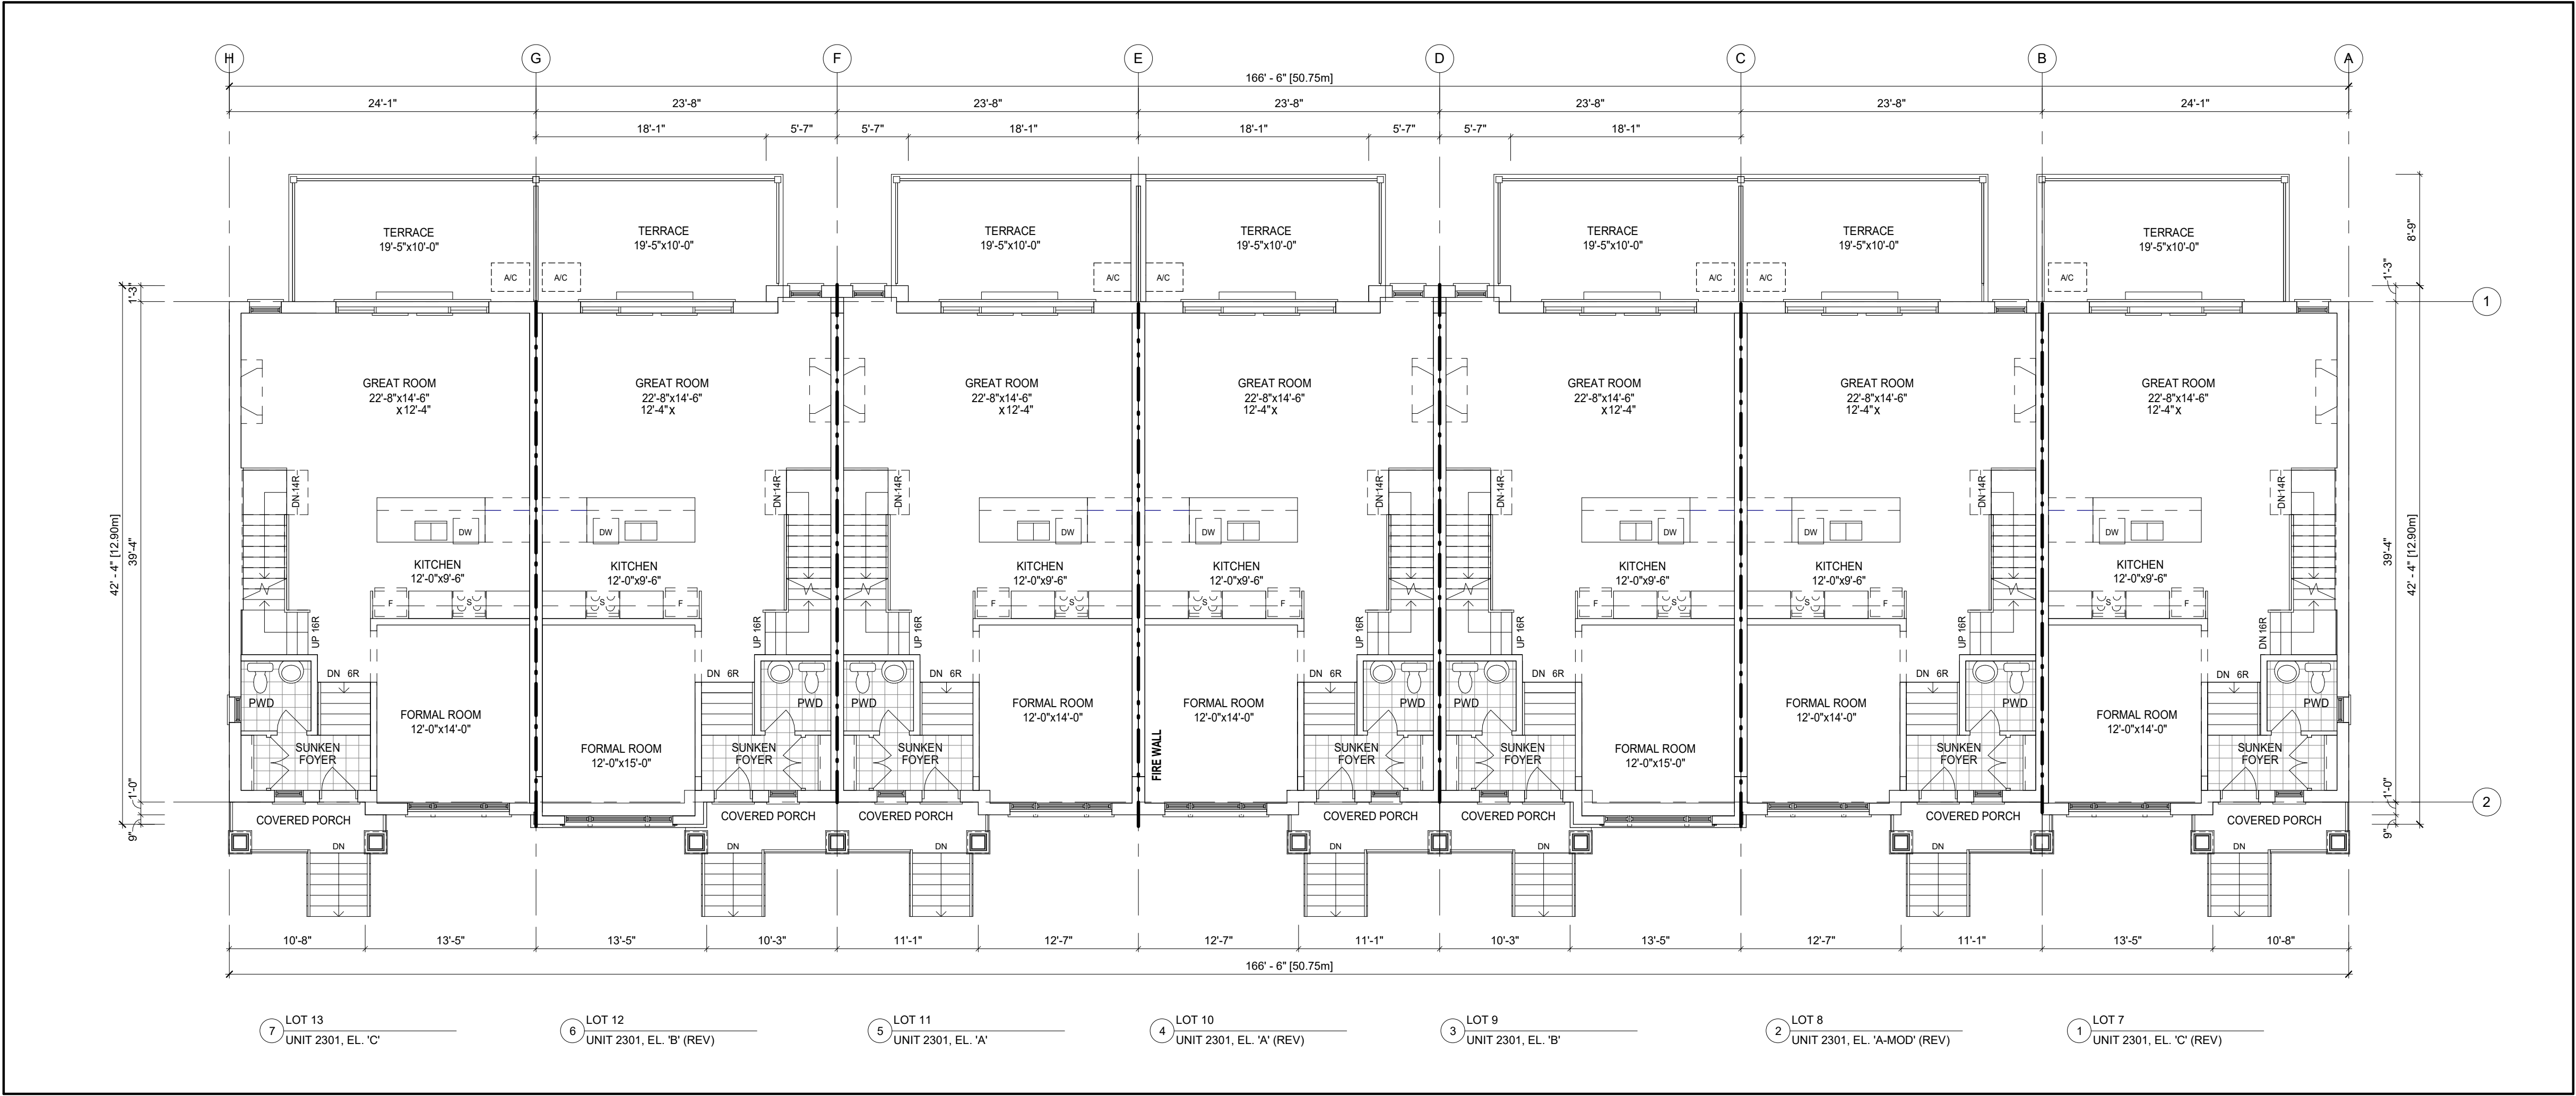 H G F E D C B A
166' - 6" [50.75m]
24'-1" 23'-8" 23'-8" 23'-8" 23'-8" 23'-8" 24'-1"
18'-1" 5'-7" 5'-7" 18'-1" 18'-1" 5'-7" 5'-7" 18'-1"
8'-9"
TERRACE TERRACE TERRACE TERRACE TERRACE TERRACE TERRACE
19'-5"x10'-0" 19'-5"x10'-0" 19'-5"x10'-0" 19'-5"x10'-0" 19'-5"x10'-0" 19'-5"x10'-0" 19'-5"x10'-0"
A/C A/C A/C A/C A/C A/C A/C
1'-3" 1'-3"
1
GREAT ROOM GREAT ROOM GREAT ROOM GREAT ROOM GREAT ROOM GREAT ROOM GREAT ROOM
22'-8"x14'-6" 22'-8"x14'-6" 22'-8"x14'-6" 22'-8"x14'-6" 22'-8"x14'-6" 22'-8"x14'-6" 22'-8"x14'-6"
x12'-4" 12'-4"x x12'-4" 12'-4"x x12'-4" 12'-4"x 12'-4"x
DN 14R DN 14R DN 14R DN 14R DN 14R DN 14R DN 14R
DW DW DW DW DW DW DW
42' - 4" [12.90m] 39'-4" 39'-4" 42' - 4" [12.90m]
KITCHEN KITCHEN KITCHEN KITCHEN KITCHEN KITCHEN KITCHEN
12'-0"x9'-6" 12'-0"x9'-6" 12'-0"x9'-6" 12'-0"x9'-6" 12'-0"x9'-6" 12'-0"x9'-6" 12'-0"x9'-6"
F S S F F S S F F S S F S F
UP 16R UP 16R UP 16R UP 16R UP 16R UP 16R DN 16R
DN 6R DN 6R DN 6R DN 6R DN 6R DN 6R DN 6R
PWD PWD PWD PWD PWD PWD PWD
FORMAL ROOM FORMAL ROOM FORMAL ROOM FORMAL ROOM FORMAL ROOM
12'-0"x14'-0" 12'-0"x14'-0" 12'-0"x14'-0" 12'-0"x14'-0" 12'-0"x14'-0"
FORMAL ROOM FORMAL ROOM
12'-0"x15'-0" 12'-0"x15'-0"
SUNKEN SUNKEN SUNKEN SUNKEN SUNKEN SUNKEN SUNKEN
FOYER FOYER FOYER FOYER FOYER FOYER FOYER
FIRE WALL
1'-0" 1'-0"
2
COVERED PORCH COVERED PORCH COVERED PORCH COVERED PORCH COVERED PORCH COVERED PORCH COVERED PORCH
9" 9"
DN DN DN DN DN DN DN
10'-8" 13'-5" 13'-5" 10'-3" 11'-1" 12'-7" 12'-7" 11'-1" 10'-3" 13'-5" 12'-7" 11'-1" 13'-5" 10'-8"
166' - 6" [50.75m]
7 LOT 13
UNIT 2301, EL. 'C'
6 LOT 12
UNIT 2301, EL. 'B' (REV)
5 LOT 11
UNIT 2301, EL. 'A'
4 LOT 10
UNIT 2301, EL. 'A' (REV)
3 LOT 9
UNIT 2301, EL. 'B'
2 LOT 8
UNIT 2301, EL. 'A-MOD' (REV)
1 LOT 7
UNIT 2301, EL. 'C' (REV)